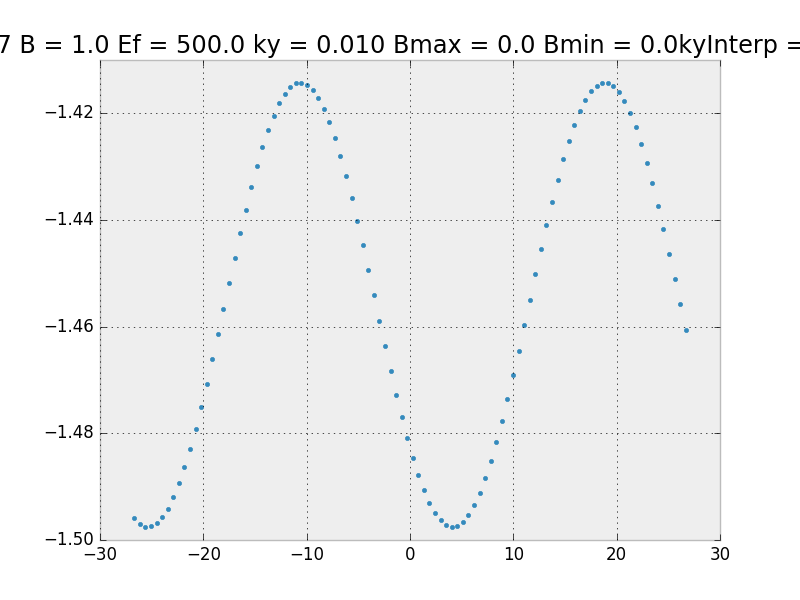 7 B = 1.0 Ef = 500.0 ky = 0.010 Bmax = 0.0 Bmin = 0.0kyInterp =
−1.42
−1.44
−1.46
−1.48
−1.50
−30 −20 −10 0 10 20 30